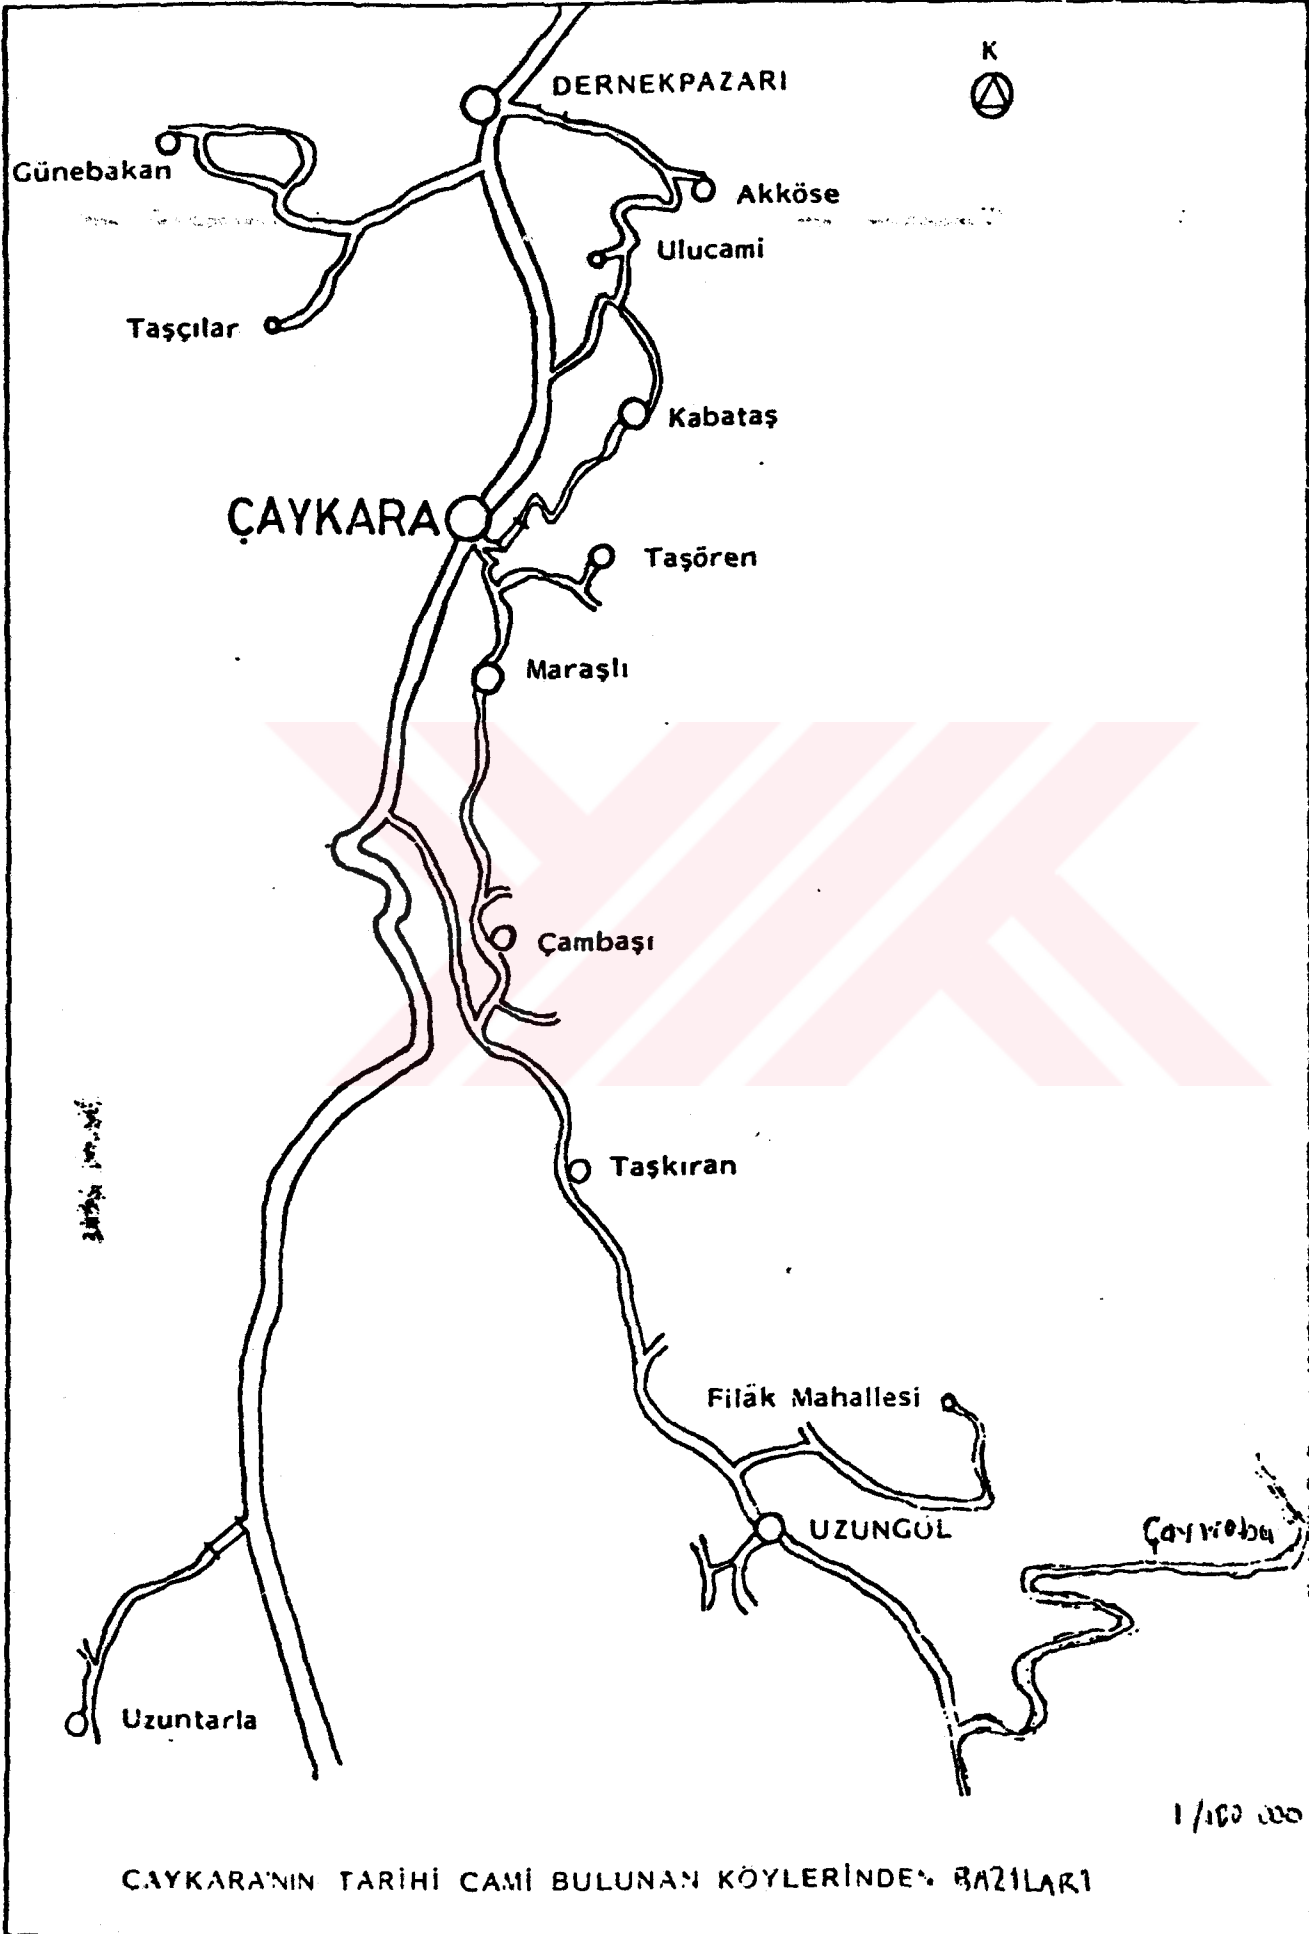 K
DERNEKPAZARI
Günebakan
Akköse
Ulucami
Taşçılar
Kabataş
ÇAYKARA
Taşören
Maraşlı
Çambaşı
Taşkıran
Filâk Mahallesi
UZUNGÖL
Uzuntarla
1/100 000
ÇAYKARA'NIN TARİHİ CAMİ BULUNAN KÖYLERİNDEN BAZILARI